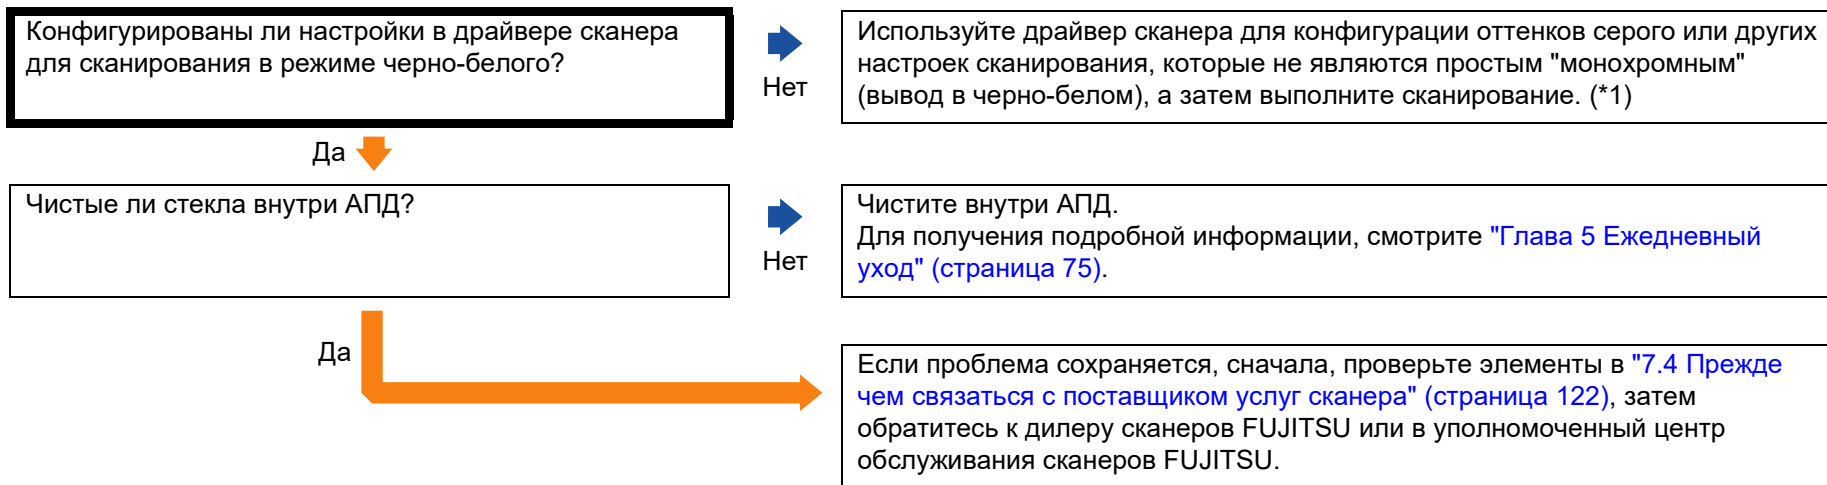 Конфигурированы ли настройки в драйвере сканера
для сканирования в режиме черно-белого?
Нет
Используйте драйвер сканера для конфигурации оттенков серого или других
настроек сканирования, которые не являются простым "монохромным"
(вывод в черно-белом), а затем выполните сканирование. (*1)
Да
Чистые ли стекла внутри АПД?
Нет
Чистите внутри АПД.
Для получения подробной информации, смотрите "Глава 5 Ежедневный
уход" (страница 75).
Да
Если проблема сохраняется, сначала, проверьте элементы в "7.4 Прежде
чем связаться с поставщиком услуг сканера" (страница 122), затем
обратитесь к дилеру сканеров FUJITSU или в уполномоченный центр
обслуживания сканеров FUJITSU.